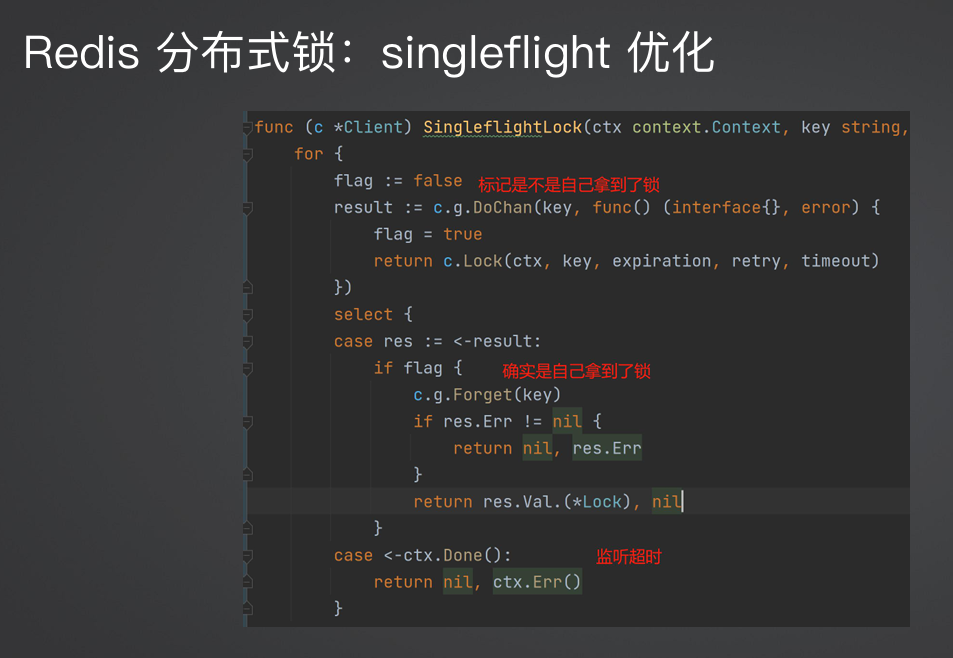 Redis 分布式锁：singleflight 优化
func (c *Client) SingleflightLock(ctx context.Context, key string,
for {
flag := false 标记是不是自己拿到了锁
result := c.g.DoChan(key, func() (interface{}, error) {
flag = true
return c.Lock(ctx, key, expiration, retry, timeout)
})
select {
case res := <-result:
if flag { 确实是自己拿到了锁
c.g.Forget(key)
if res.Err != nil {
return nil, res.Err
}
return res.Val.(*Lock), nil
}
case <-ctx.Done(): 监听超时
return nil, ctx.Err()
}